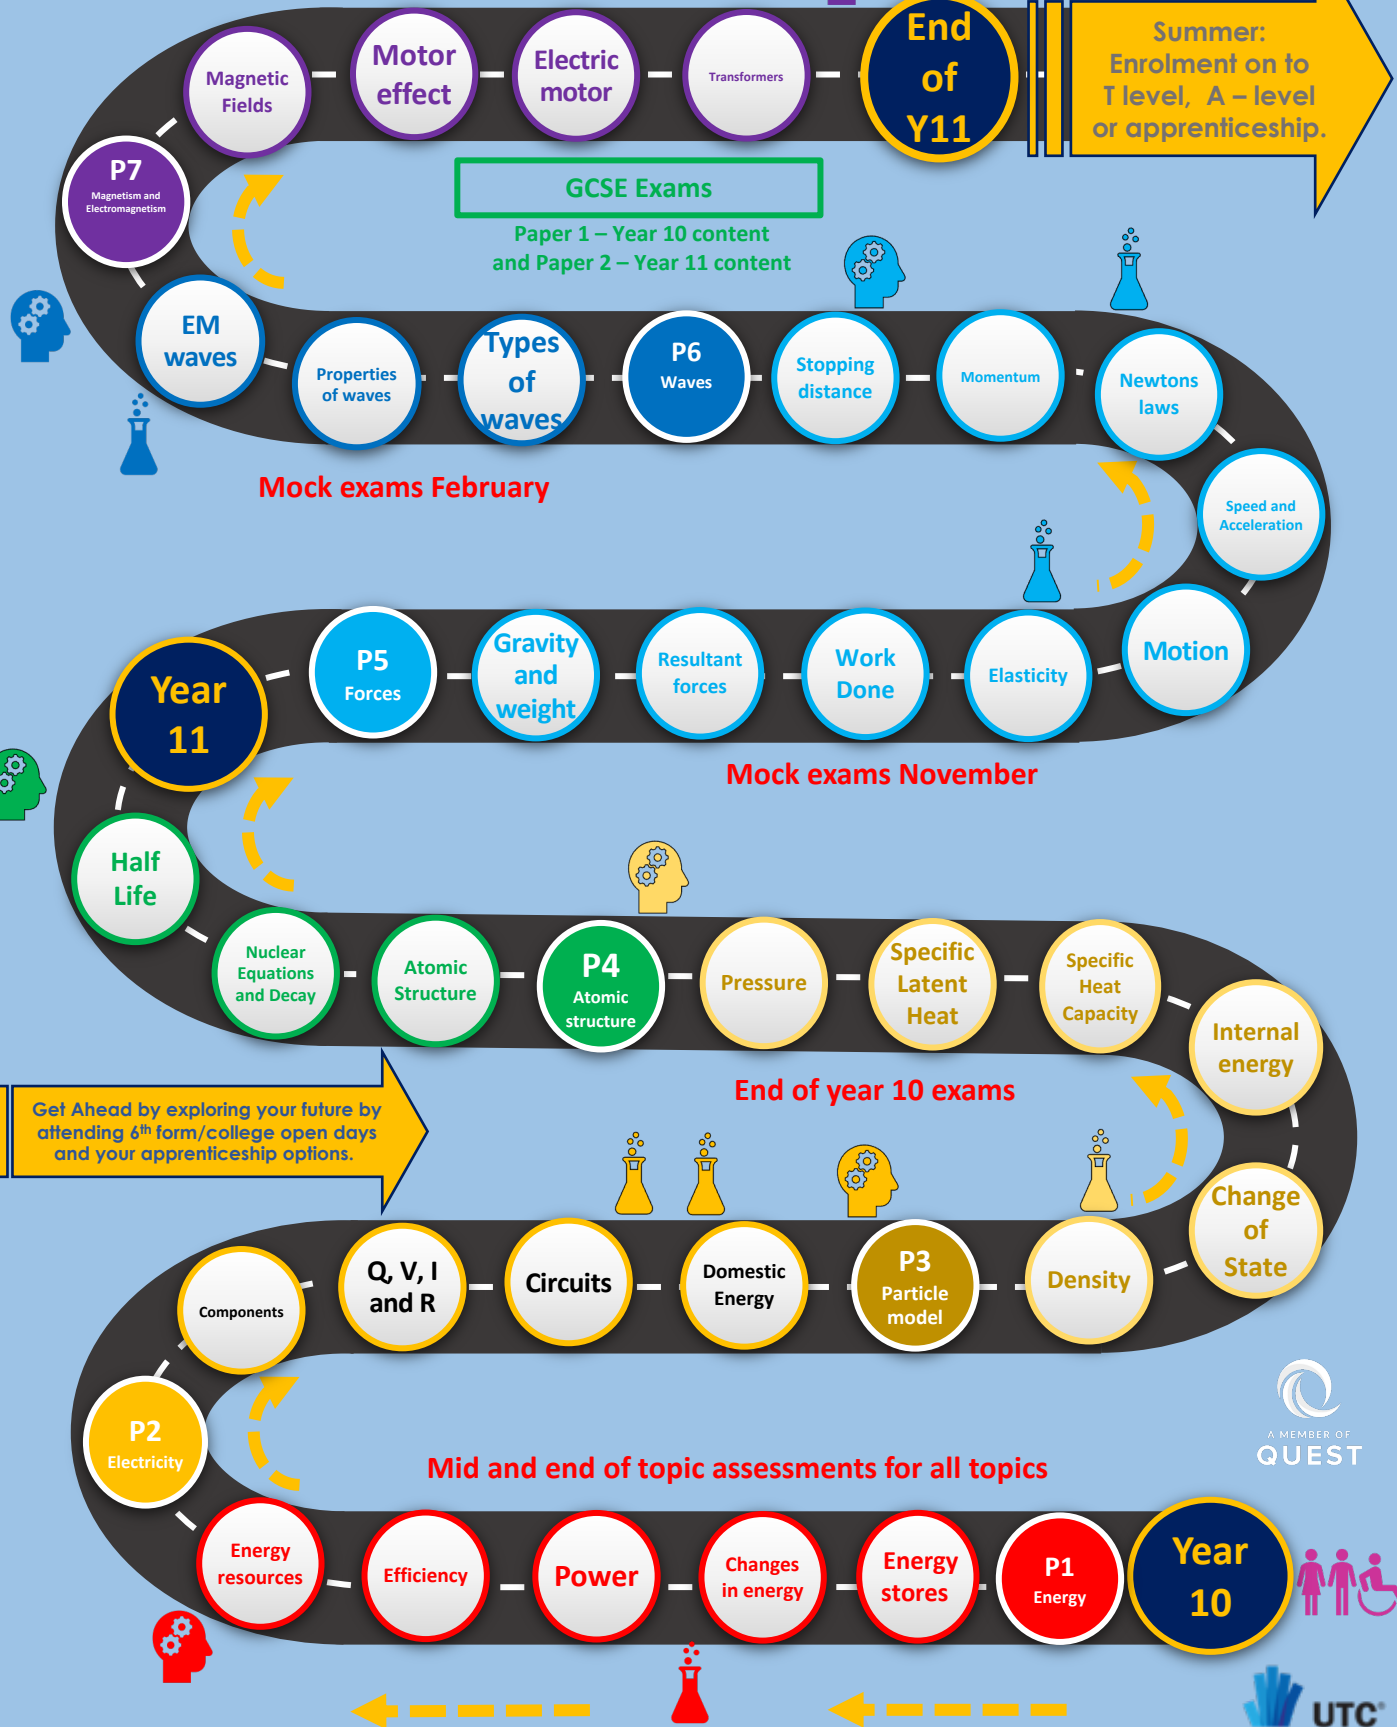 End
of
Y11
Summer:
Enrolment on to
T level, A – level
or apprenticeship.
Magnetic
Fields
Motor
effect
Electric
motor
Transformers
P7
Magnetism and
Electromagnetism
GCSE Exams
Paper 1 – Year 10 content
and Paper 2 – Year 11 content
EM
waves
Properties
of waves
Types
of
waves
P6
Waves
Stopping
distance
Momentum
Newtons
laws
Mock exams February
Speed and
Acceleration
Year
11
P5
Forces
Gravity
and
weight
Resultant
forces
Work
Done
Elasticity
Motion
Mock exams November
Half
Life
Nuclear
Equations
and Decay
Atomic
Structure
P4
Atomic
structure
Pressure
Specific
Latent
Heat
Specific
Heat
Capacity
Internal
energy
End of year 10 exams
Get Ahead by exploring your future by
attending 6th form/college open days
and your apprenticeship options.
Change
of
State
Components
Q, V, I
and R
Circuits
Domestic
Energy
P3
Particle
model
Density
P2
Electricity
A MEMBER OF
QUEST
Mid and end of topic assessments for all topics
Energy
resources
Efficiency
Power
Changes
in energy
Energy
stores
P1
Energy
Year
10
UTC